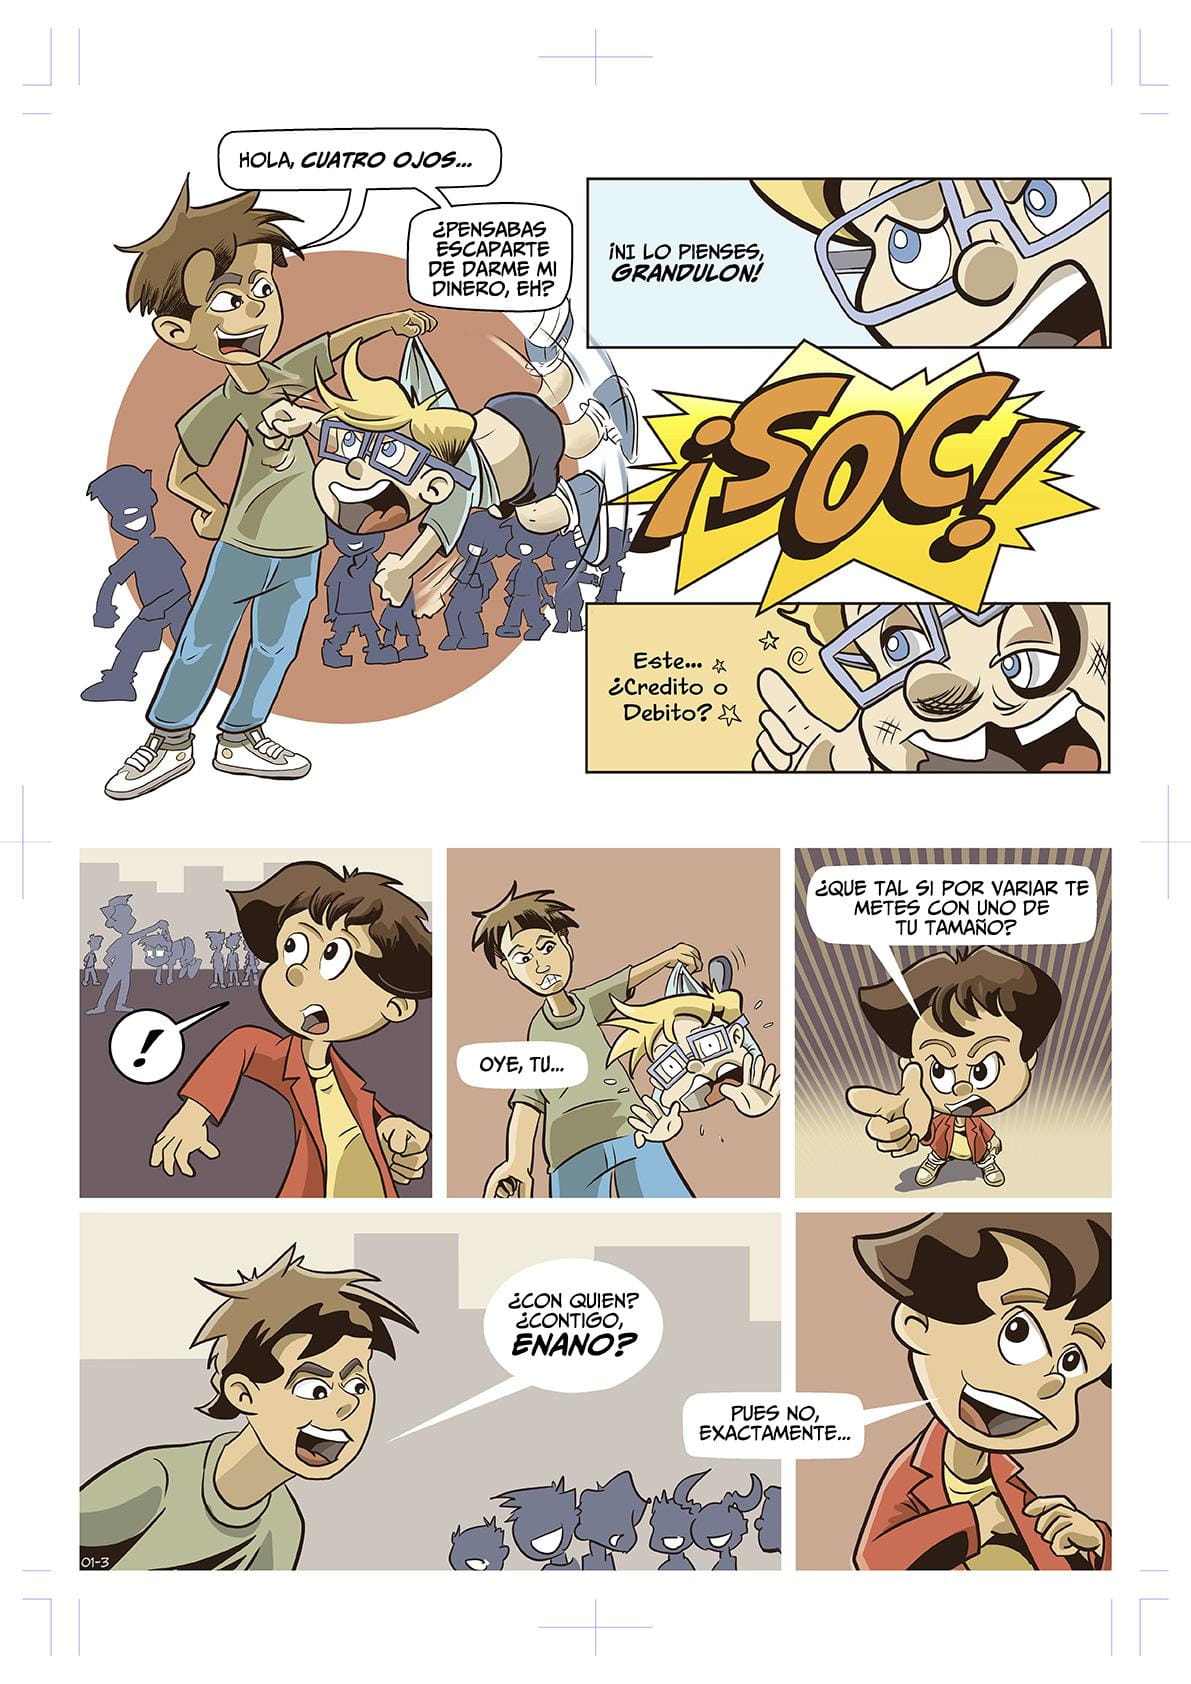 HOLA, CUATRO OJOS...
¿PENSABAS
ESCAPARTE
DE DARME MI
DINERO, EH?
¡NI LO PIENSES,
GRANDULON!
¡SOC!
Este...
¿Credito o
Debito?
!
OYE, TU...
¿QUE TAL SI POR VARIAR TE
METES CON UNO DE
TU TAMAÑO?
¿CON QUIEN?
¿CONTIGO,
ENANO?
PUES NO,
EXACTAMENTE...
01-3